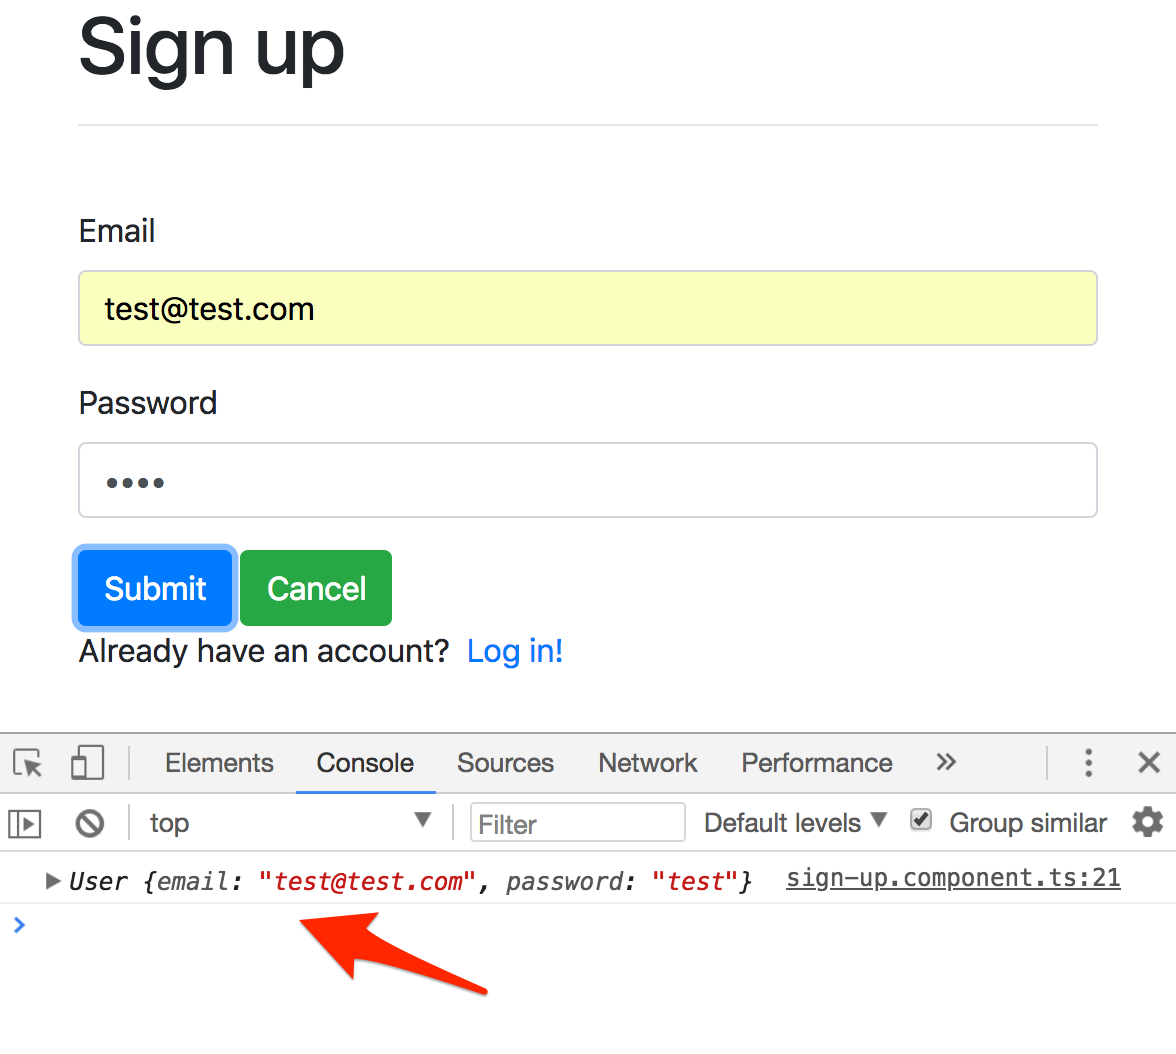 Sign up
Email
test@test.com
Password
••••
Submit Cancel
Already have an account? Log in!
Elements Console Sources Network Performance »
top Filter Default levels Group similar
User {email: "test@test.com", password: "test"} sign-up.component.ts:21